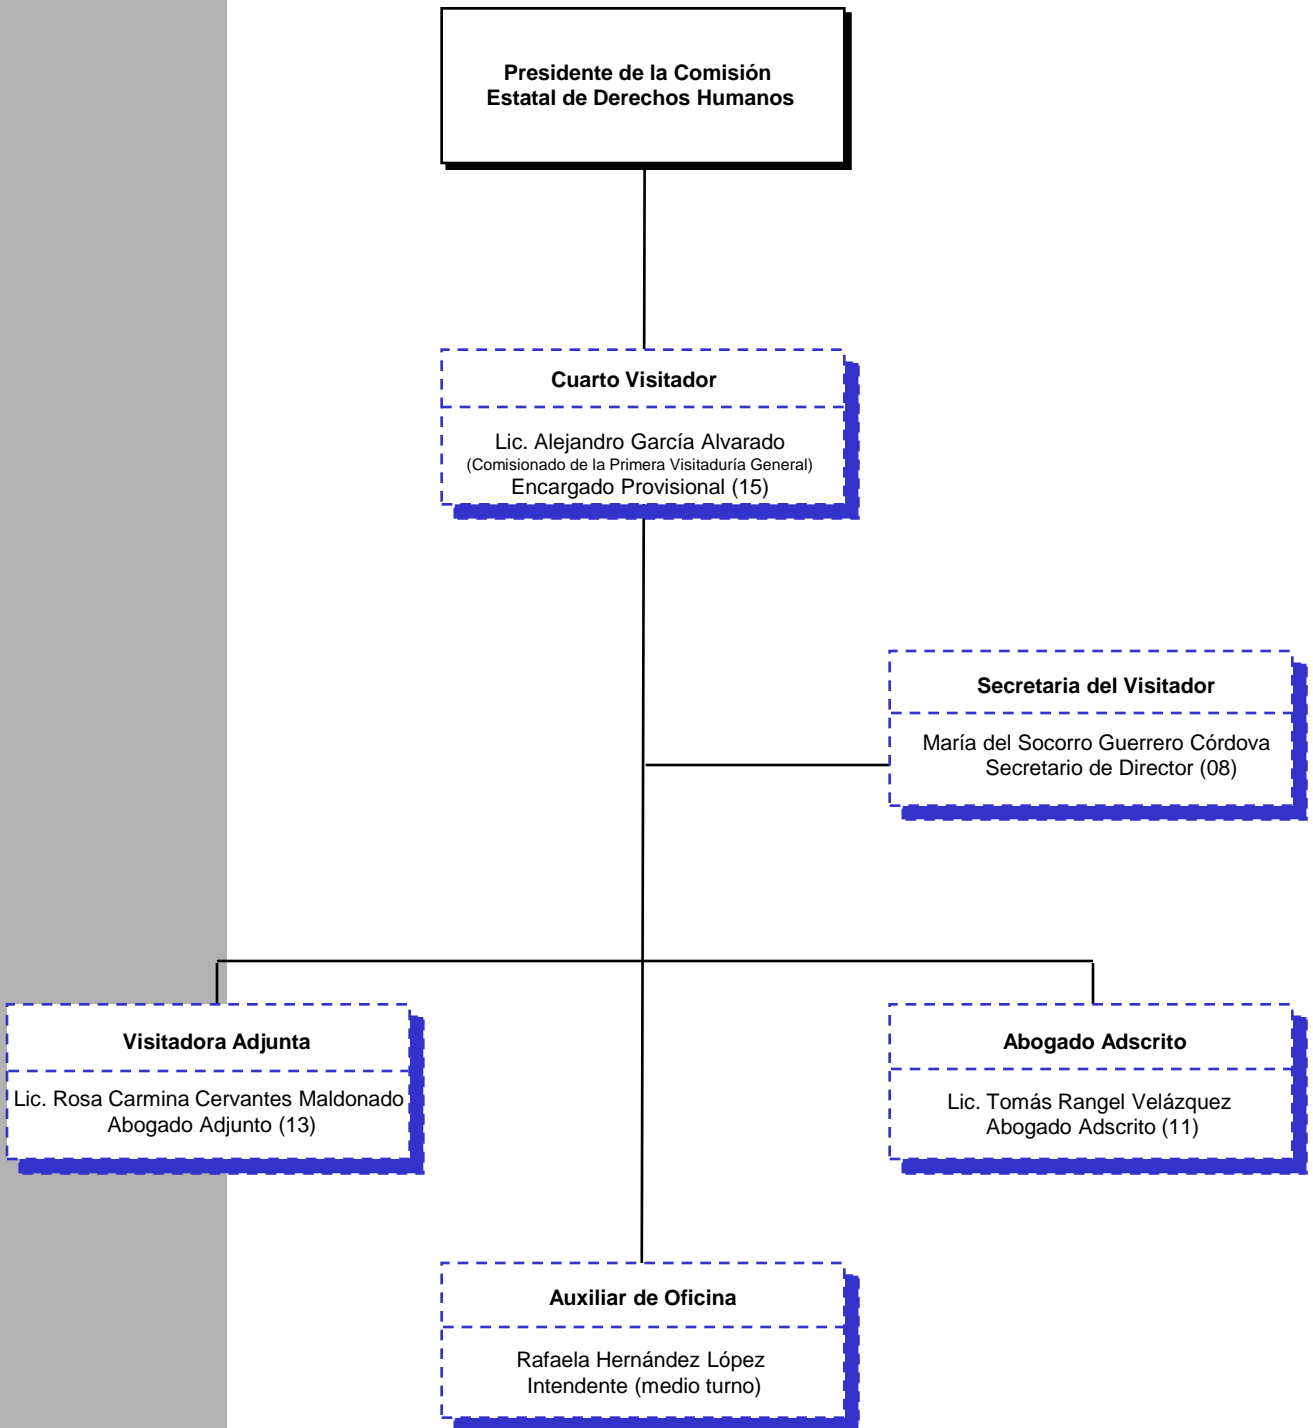 Presidente de la Comisión
Estatal de Derechos Humanos
Cuarto Visitador
Lic. Alejandro García Alvarado
(Comisionado de la Primera Visitaduría General)
Encargado Provisional (15)
Secretaria del Visitador
María del Socorro Guerrero Córdova
Secretario de Director (08)
Visitadora Adjunta
Lic. Rosa Carmina Cervantes Maldonado
Abogado Adjunto (13)
Abogado Adscrito
Lic. Tomás Rangel Velázquez
Abogado Adscrito (11)
Auxiliar de Oficina
Rafaela Hernández López
Intendente (medio turno)